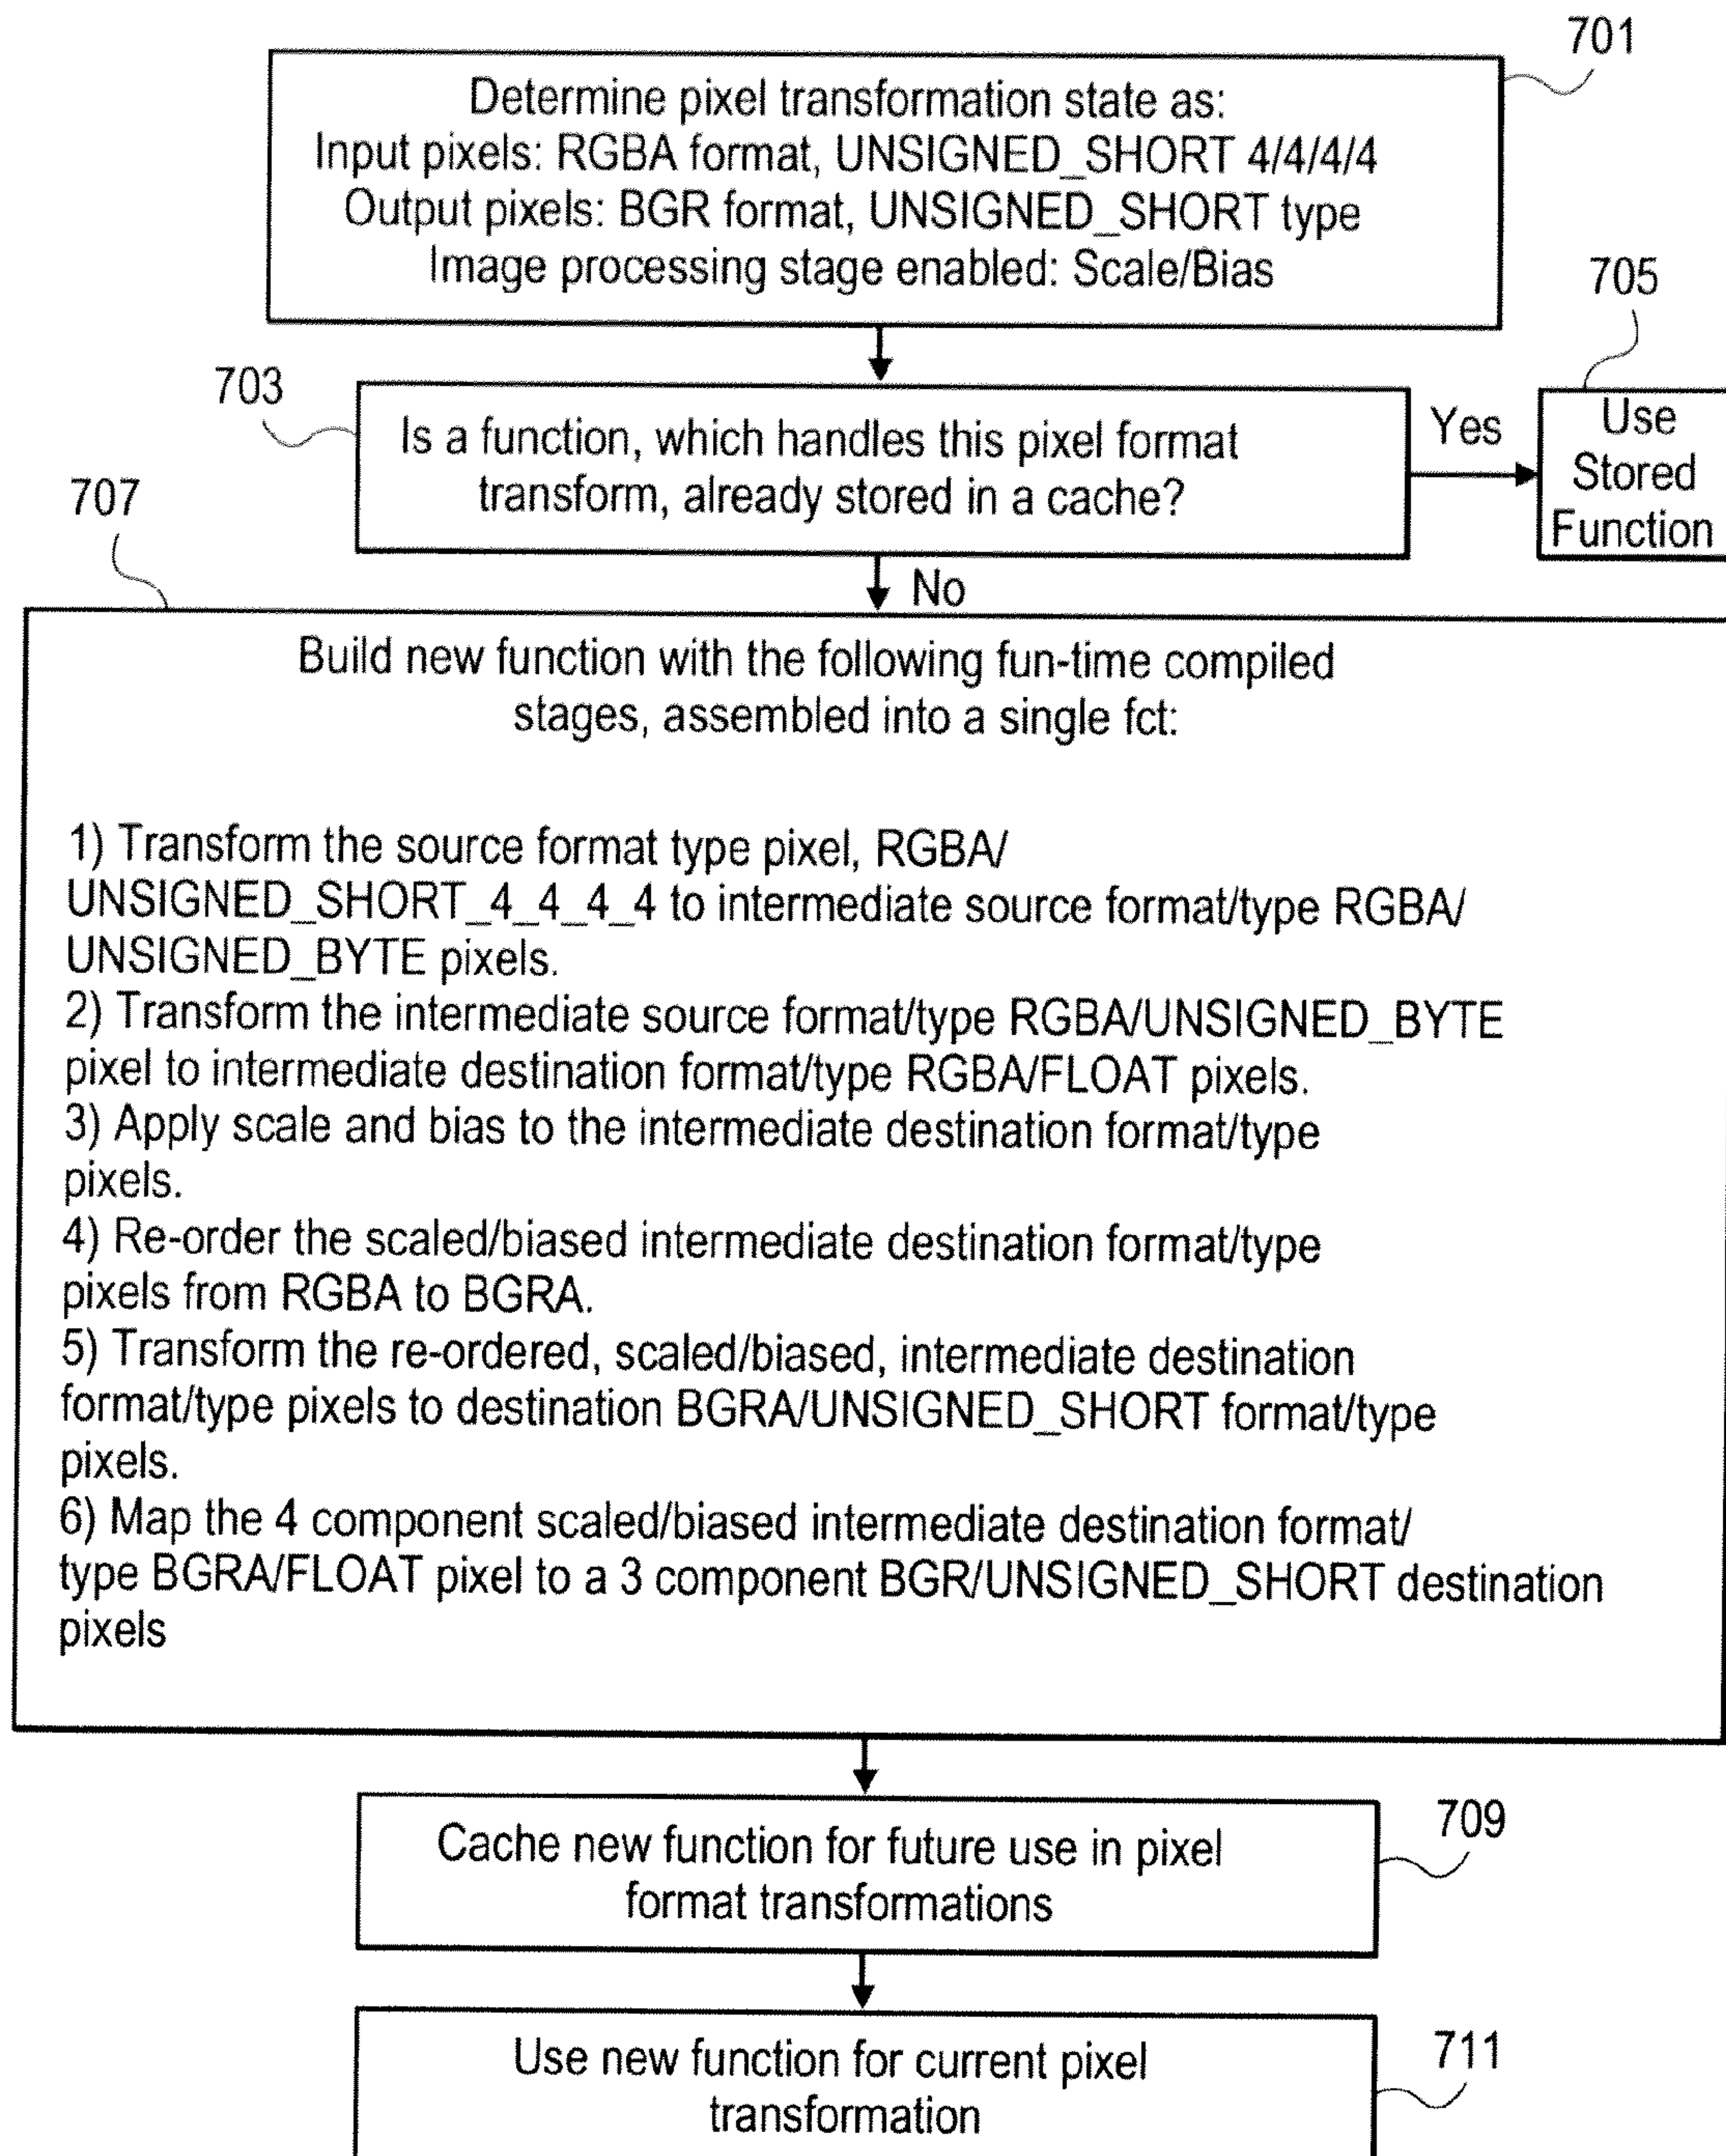 701
Determine pixel transformation state as:
Input pixels: RGBA format, UNSIGNED_SHORT 4/4/4/4
Output pixels: BGR format, UNSIGNED_SHORT type
Image processing stage enabled: Scale/Bias
705
703
Is a function, which handles this pixel format
transform, already stored in a cache?
Yes
Use
Stored
Function
707
No
Build new function with the following fun-time compiled
stages, assembled into a single fct:
1) Transform the source format type pixel, RGBA/
UNSIGNED_SHORT_4_4_4_4 to intermediate source format/type RGBA/
UNSIGNED_BYTE pixels.
2) Transform the intermediate source format/type RGBA/UNSIGNED_BYTE
pixel to intermediate destination format/type RGBA/FLOAT pixels.
3) Apply scale and bias to the intermediate destination format/type
pixels.
4) Re-order the scaled/biased intermediate destination format/type
pixels from RGBA to BGRA.
5) Transform the re-ordered, scaled/biased, intermediate destination
format/type pixels to destination BGRA/UNSIGNED_SHORT format/type
pixels.
6) Map the 4 component scaled/biased intermediate destination format/
type BGRA/FLOAT pixel to a 3 component BGR/UNSIGNED_SHORT destination
pixels
Cache new function for future use in pixel
format transformations
709
Use new function for current pixel
transformation
711